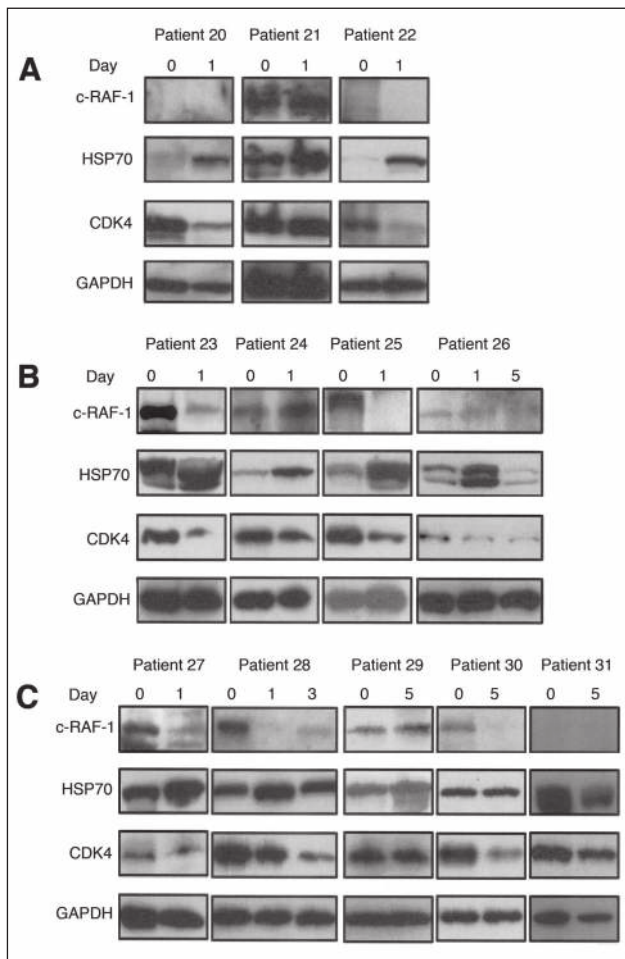 Patient 20 Patient 21 Patient 22
A
Day 0 1 0 1 0 1
c-RAF-1
HSP70
CDK4
GAPDH
Patient 23 Patient 24 Patient 25 Patient 26
B
Day 0 1 0 1 0 1 0 1 5
c-RAF-1
HSP70
CDK4
GAPDH
Patient 27 Patient 28 Patient 29 Patient 30 Patient 31
C
Day 0 1 0 1 3 0 5 0 5 0 5
c-RAF-1
HSP70
CDK4
GAPDH